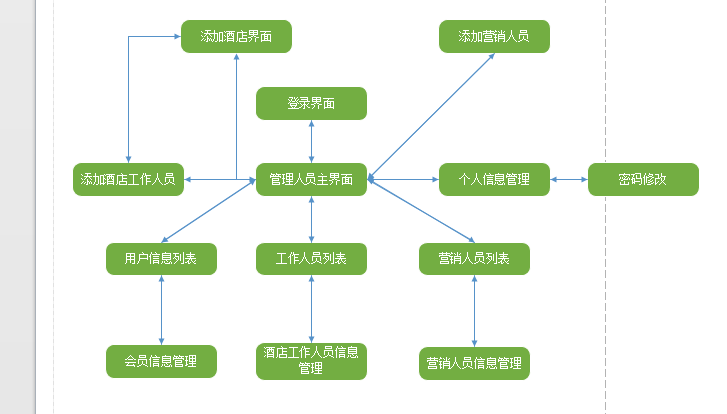 添加酒店界面
添加营销人员
登录界面
添加酒店工作人员
管理人员主界面
个人信息管理
密码修改
用户信息列表
工作人员列表
营销人员列表
会员信息管理
酒店工作人员信息
管理
营销人员信息管理